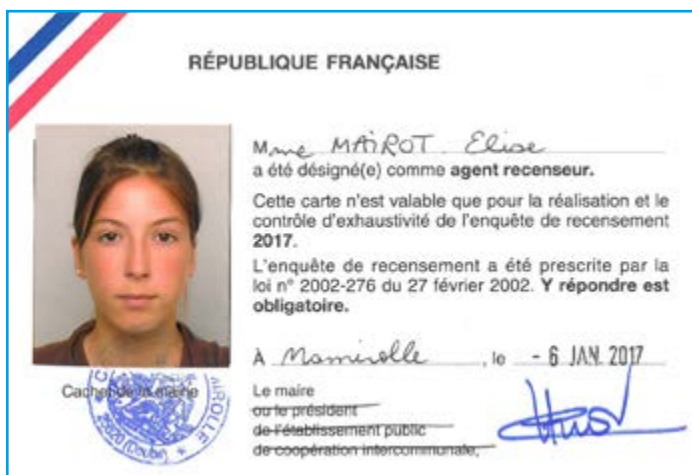 RÉPUBLIQUE FRANÇAISE
Mme MAIROT Elise
a été désigné(e) comme agent recenseur.
Cette carte n'est valable que pour la réalisation et le
contrôle d'exhaustivité de l'enquête de recensement
2017.
L'enquête de recensement a été prescrite par la
loi n° 2002-276 du 27 février 2002. Y répondre est
obligatoire.
À Mamirolle, le - 6 JAN. 2017
Cachet de la mairie
Le maire
ou le président
de l'établissement public
de coopération intercommunale,